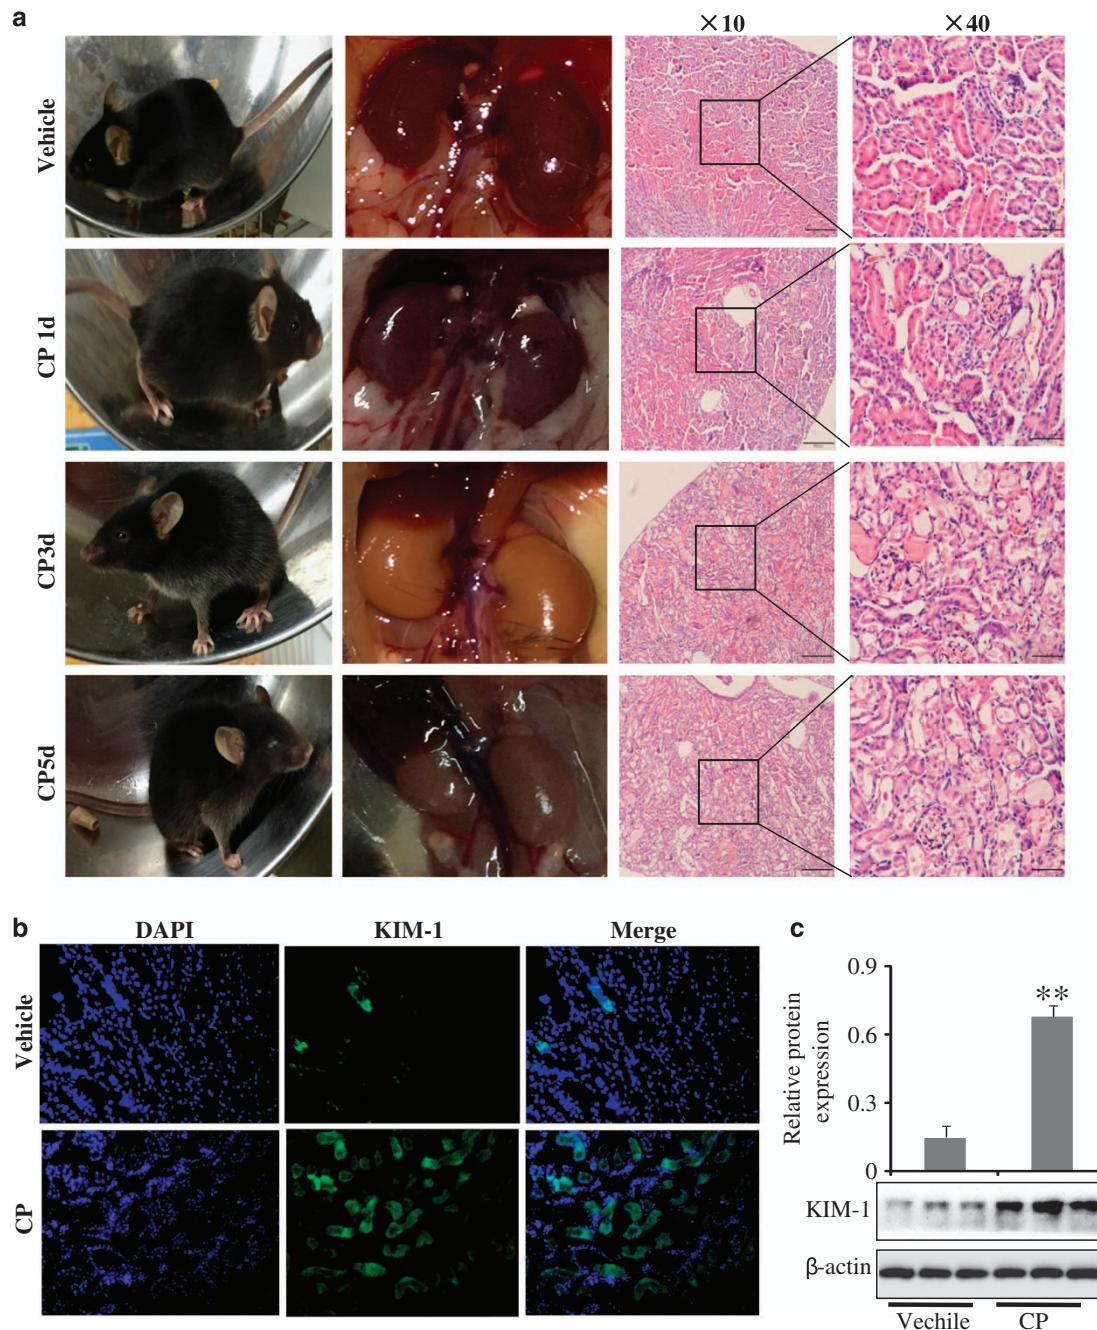 a
×10 ×40
Vehicle
CP 1d
CP3d
CP5d
b
DAPI KIM-1 Merge
Vehicle
CP
c
Relative protein
expression
0.9
0.6
0.3
0
**
KIM-1
β-actin
Vechile CP